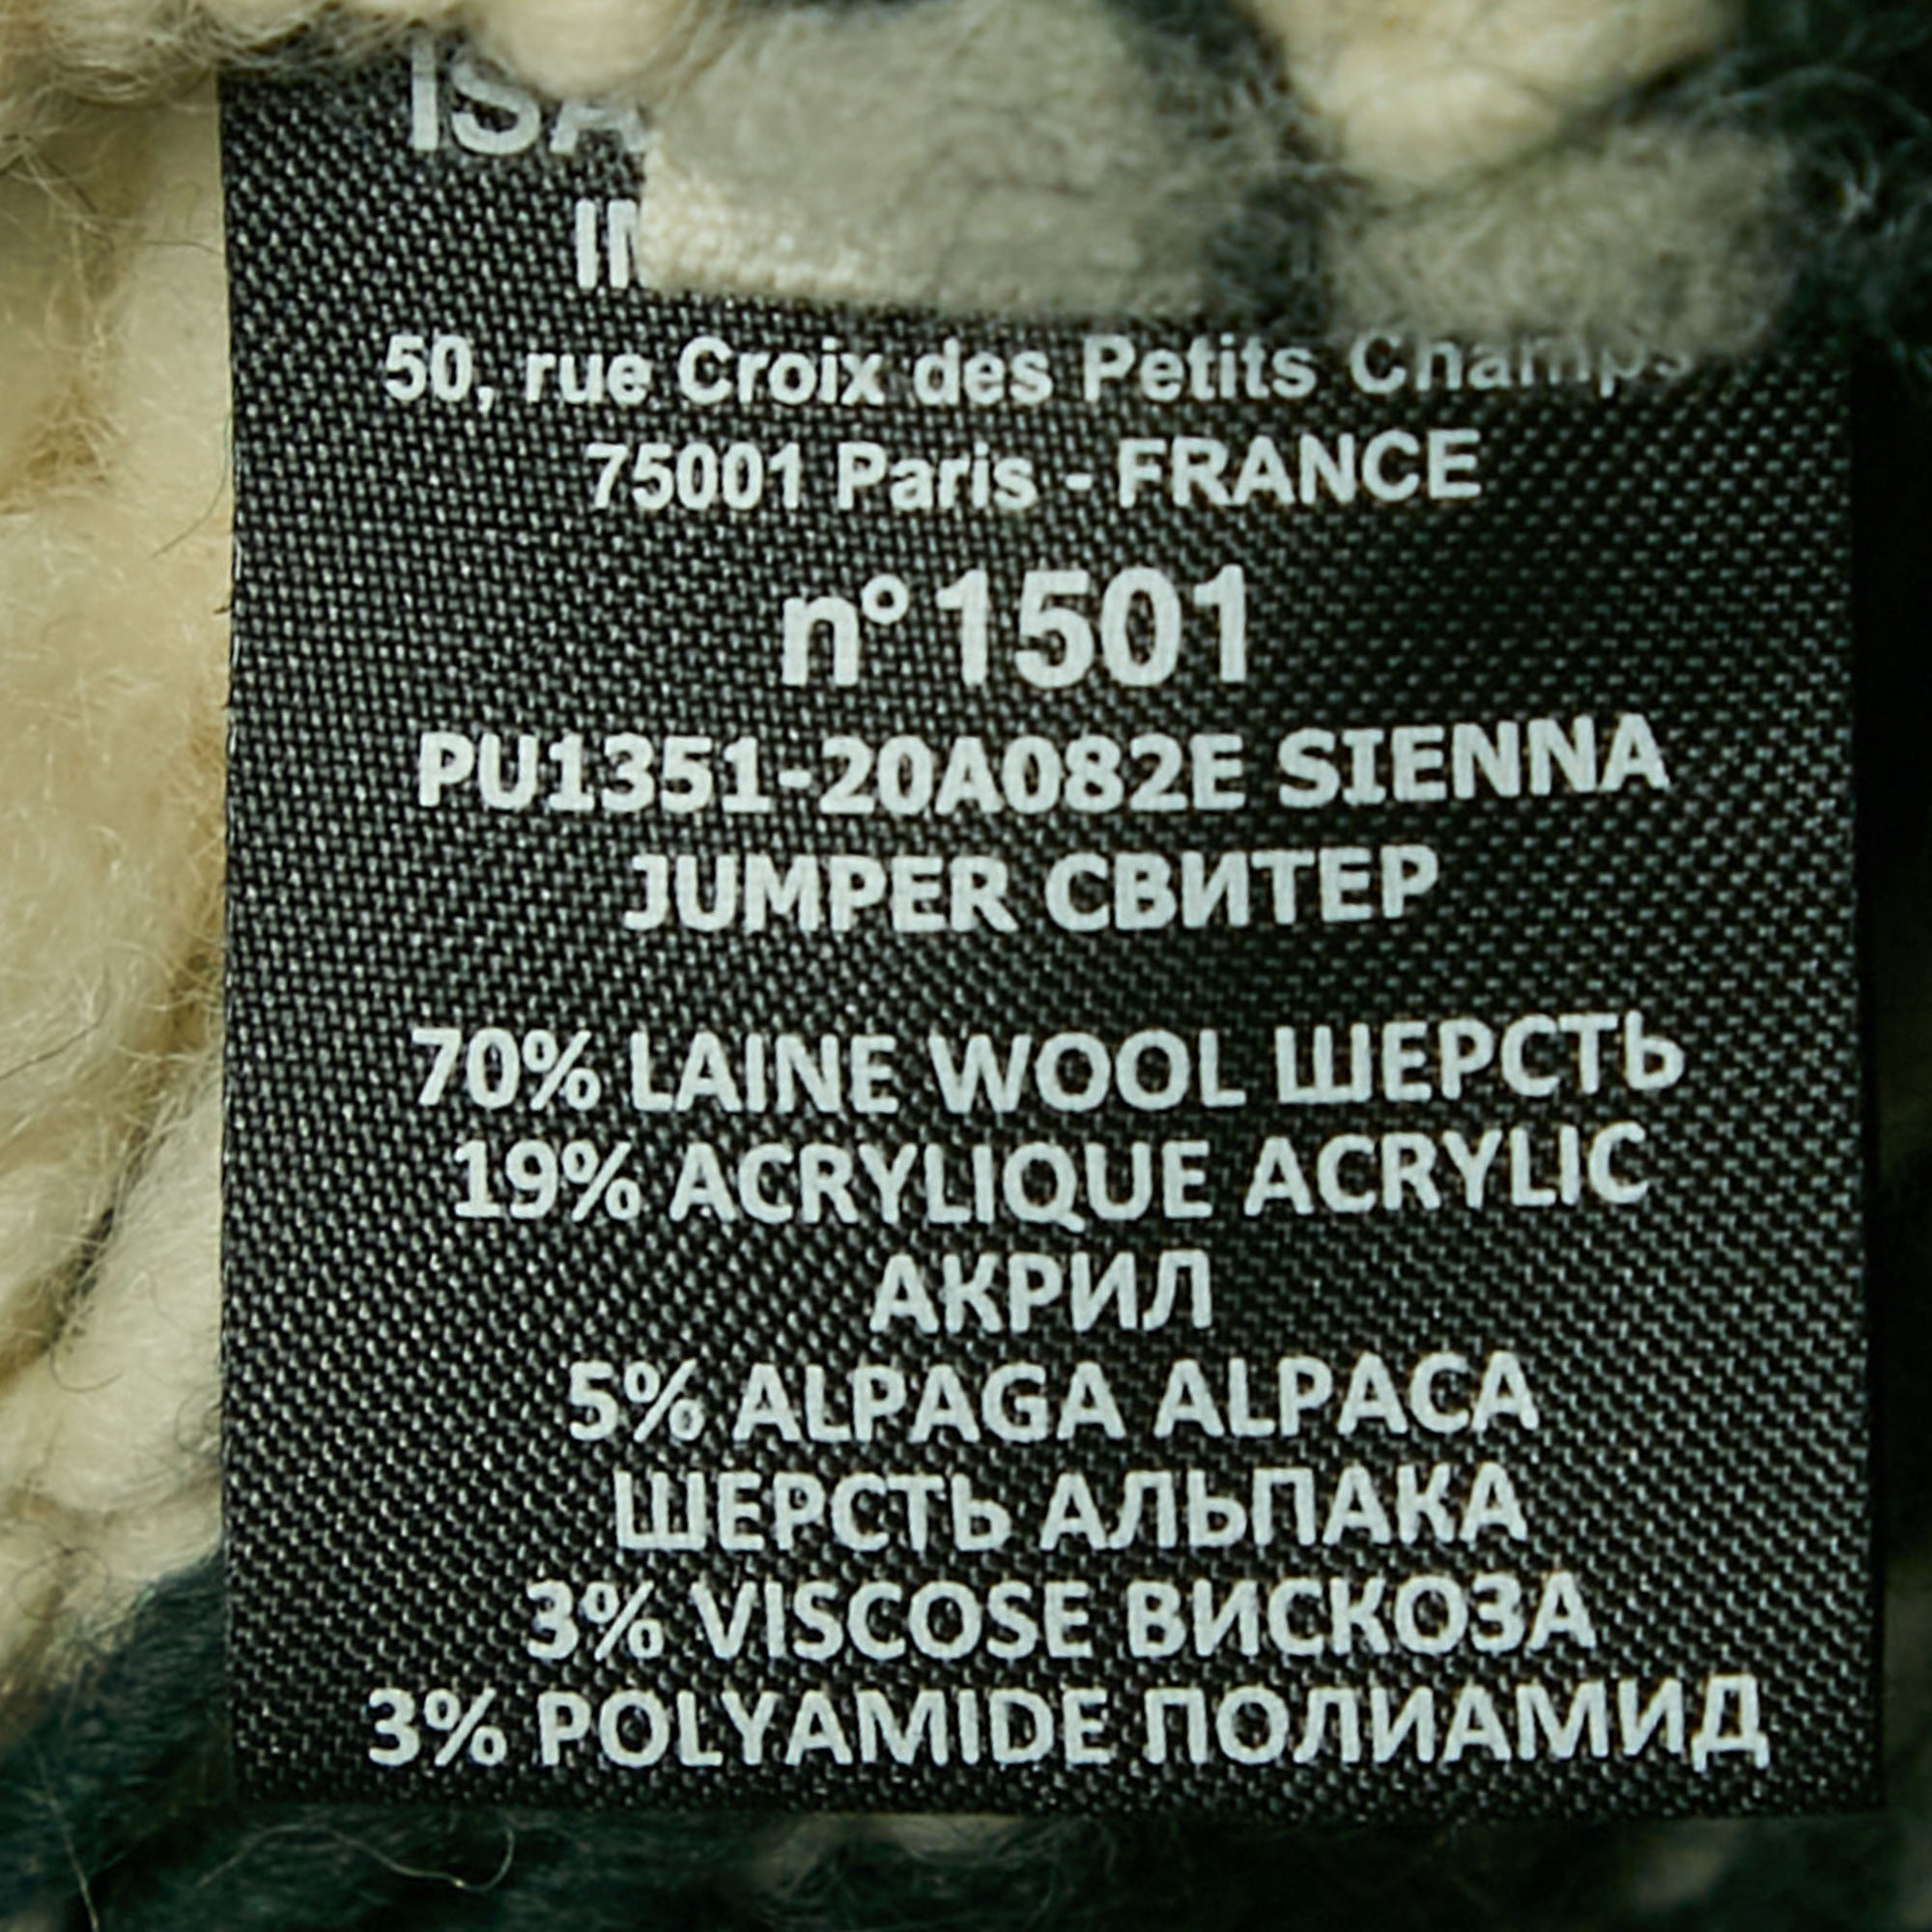 50, rue Croix des Petits Champs
75001 Paris - FRANCE
n°1501
PU1351-20A082E SIENNA
JUMPER СВИТЕР
70% LAINE WOOL ШЕРСТЬ
19% ACRYLIQUE ACRYLIC
АКРИЛ
5% ALPAGA ALPACA
ШЕРСТЬ АЛЬПАКА
3% VISCOSE ВИСКОЗА
3% POLYAMIDE ПОЛИАМИД